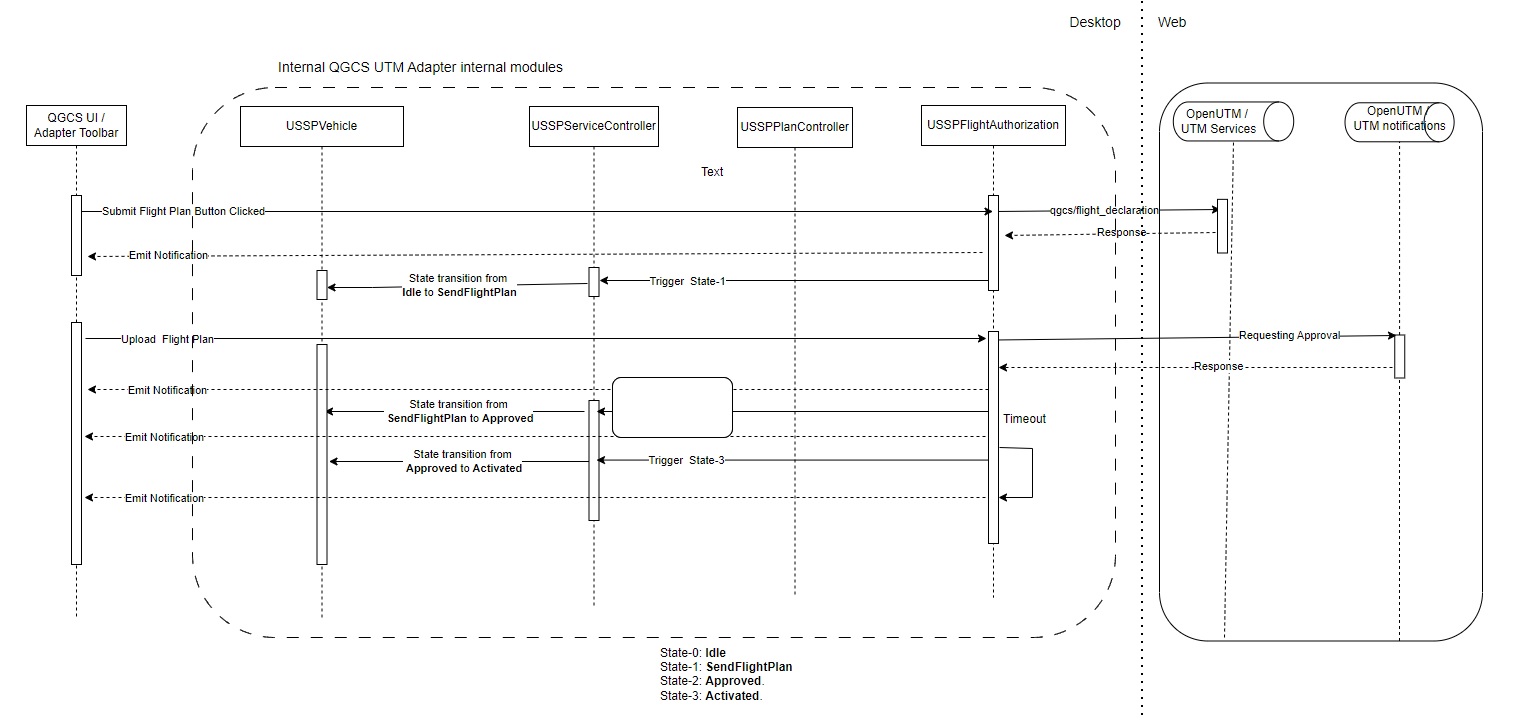 Desktop
Web
Internal QGCS UTM Adapter internal modules
QGCS UI /
Adapter Toolbar
USSPVehicle
USSPServiceController
USSPPlanController
USSPFlightAuthorization
OpenUTM /
UTM Services
OpenUTM /
UTM notifications
Text
Submit Flight Plan Button Clicked
qgcs/flight_declaration
Response
Emit Notification
State transition from
Idle to SendFlightPlan
Trigger State-1
Upload Flight Plan
Requesting Approval
Response
Emit Notification
State transition from
SendFlightPlan to Approved
Timeout
Emit Notification
State transition from
Approved to Activated
Trigger State-3
Emit Notification
State-0: Idle
State-1: SendFlightPlan
State-2: Approved.
State-3: Activated.